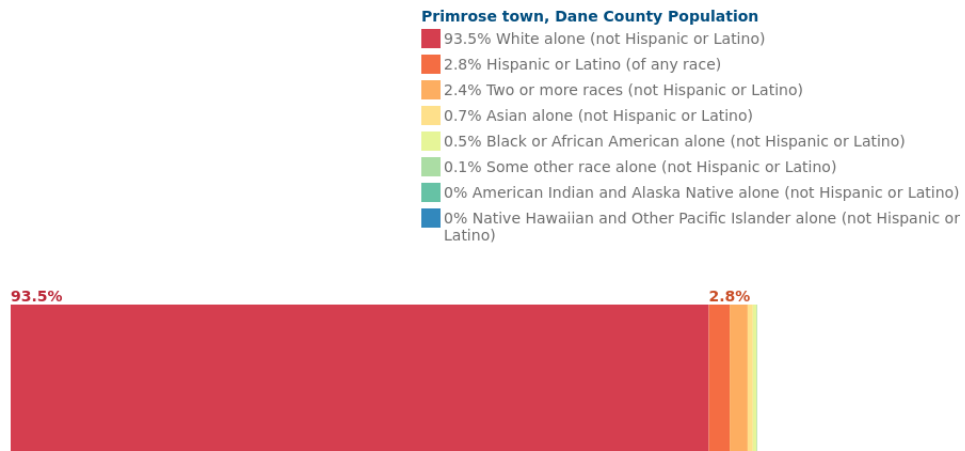 Primrose town, Dane County Population
93.5% White alone (not Hispanic or Latino)
2.8% Hispanic or Latino (of any race)
2.4% Two or more races (not Hispanic or Latino)
0.7% Asian alone (not Hispanic or Latino)
0.5% Black or African American alone (not Hispanic or Latino)
0.1% Some other race alone (not Hispanic or Latino)
0% American Indian and Alaska Native alone (not Hispanic or Latino)
0% Native Hawaiian and Other Pacific Islander alone (not Hispanic or
Latino)
93.5% 2.8%